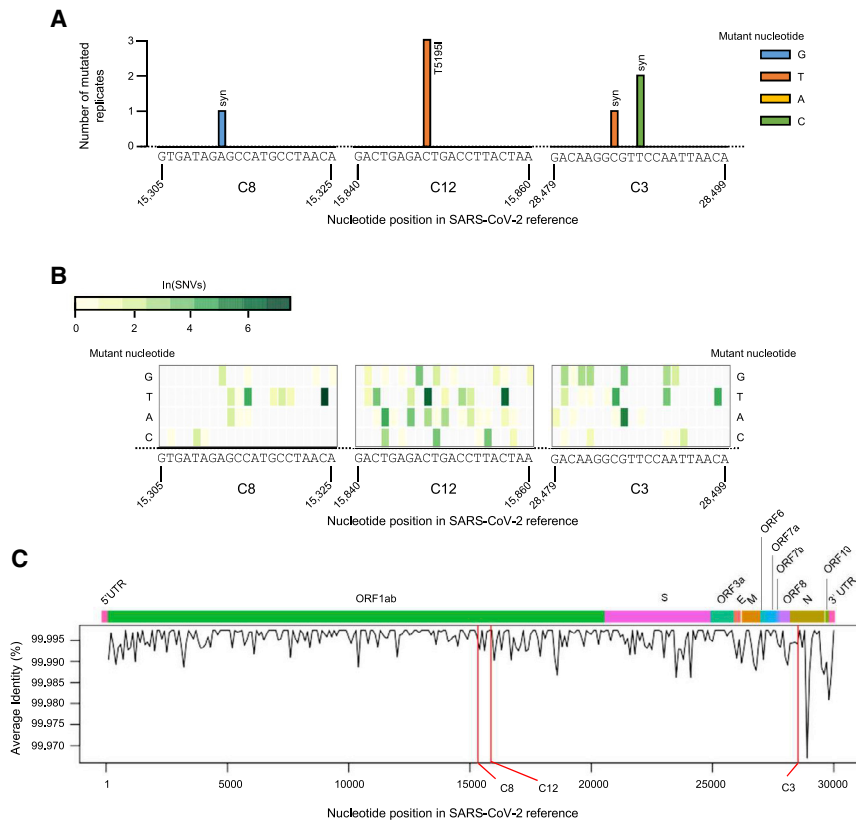 A
Number of mutated
replicates
3
2
1
0
syn
T5195I
syn
syn
Mutant nucleotide
G
T
A
C
GTGATAGAGCCATGCCTAACA
GACTGAGACTGACCTTACTAA
GACAAGGCGTTCCAATTAACA
15,305
C8
15,325
15,840
C12
15,860
28,479
C3
28,499
Nucleotide position in SARS-CoV-2 reference
B
ln(SNVs)
0 2 4 6
Mutant nucleotide
Mutant nucleotide
G
T
A
C
G
T
A
C
GTGATAGAGCCATGCCTAACA
GACTGAGACTGACCTTACTAA
GACAAGGCGTTCCAATTAACA
15,305
C8
15,325
15,840
C12
15,860
28,479
C3
28,499
Nucleotide position in SARS-CoV-2 reference
C
5'UTR
ORF1ab
S
ORF3a
E
M
ORF6
ORF7a
ORF7b
ORF8
N
ORF10
3' UTR
Average Identity (%)
99.995
99.990
99.985
99.980
99.975
99.970
1 5000 10000 15000 20000 25000 30000
C8
C12
C3
Nucleotide position in SARS-CoV-2 reference